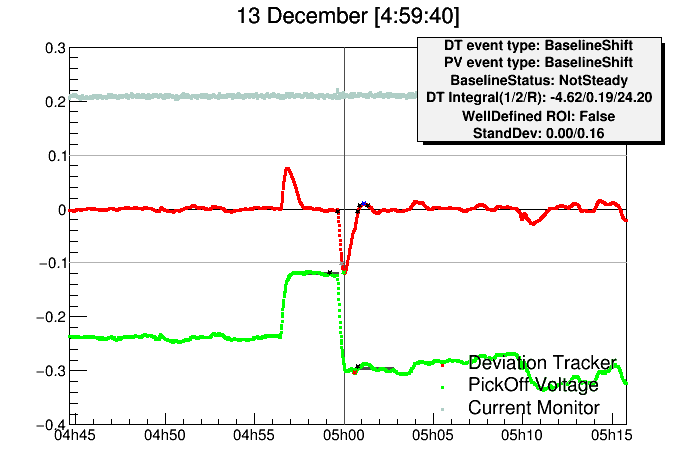 13 December [4:59:40]
DT event type: BaselineShift
PV event type: BaselineShift
BaselineStatus: NotSteady
DT Integral(1/2/R): -4.62/0.19/24.20
WellDefined ROI: False
StandDev: 0.00/0.16
0.3
0.2
0.1
0
−0.1
−0.2
−0.3
−0.4
Deviation Tracker
PickOff Voltage
Current Monitor
04h45 04h50 04h55 05h00 05h05 05h10 05h15